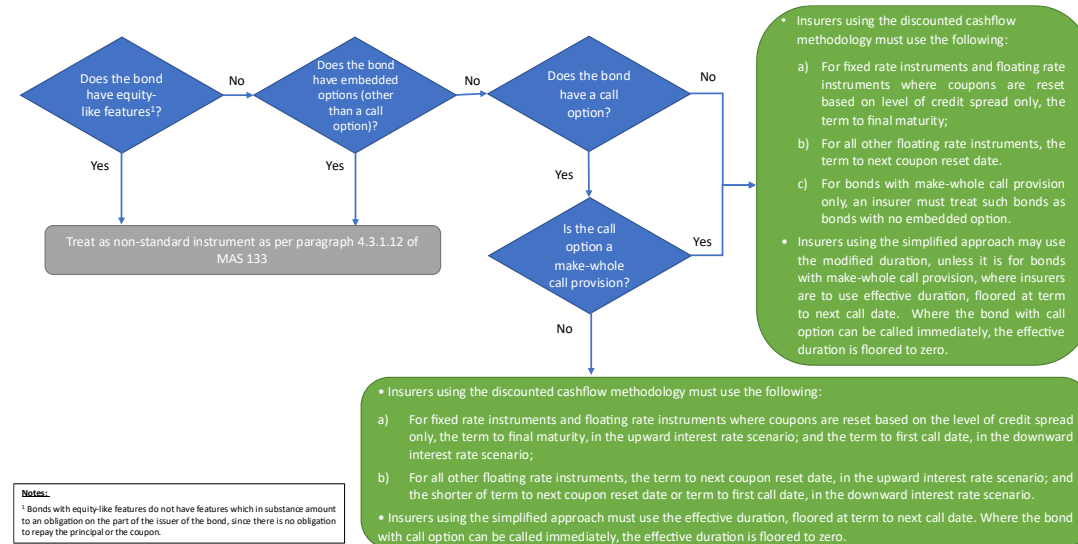 Does the bond
have equity-
like features¹?
No
Does the bond
have embedded
options (other
than a call
option)?
No
Does the bond
have a call
option?
No
Yes
Yes
Yes
Treat as non-standard instrument as per paragraph 4.3.1.12 of
MAS 133
Is the call
option a
make-whole
call provision?
Yes
No
• Insurers using the discounted cashflow
methodology must use the following:
a) For fixed rate instruments and floating rate
instruments where coupons are reset
based on level of credit spread only, the
term to final maturity;
b) For all other floating rate instruments, the
term to next coupon reset date.
c) For bonds with make-whole call provision
only, an insurer must treat such bonds as
bonds with no embedded option.
• Insurers using the simplified approach may use
the modified duration, unless it is for bonds
with make-whole call provision, where insurers
are to use effective duration, floored at term
to next call date. Where the bond with call
option can be called immediately, the effective
duration is floored to zero.
• Insurers using the discounted cashflow methodology must use the following:
a) For fixed rate instruments and floating rate instruments where coupons are reset based on the level of credit spread
only, the term to final maturity, in the upward interest rate scenario; and the term to first call date, in the downward
interest rate scenario;
b) For all other floating rate instruments, the term to next coupon reset date, in the upward interest rate scenario; and
the shorter of term to next coupon reset date or term to first call date, in the downward interest rate scenario.
• Insurers using the simplified approach must use the effective duration, floored at term to next call date. Where the bond
with call option can be called immediately, the effective duration is floored to zero.
Notes:
¹ Bonds with equity-like features do not have features which in substance amount
to an obligation on the part of the issuer of the bond, since there is no obligation
to repay the principal or the coupon.